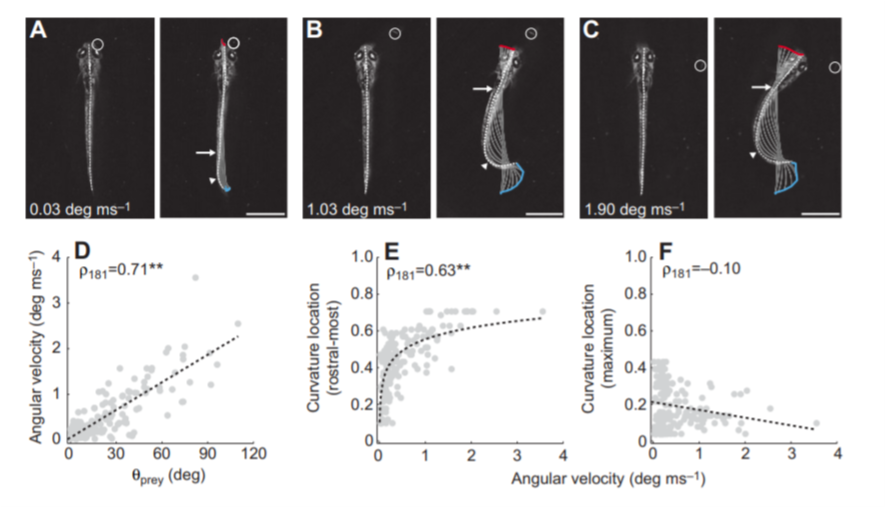 A
0.03 deg ms–1
B
1.03 deg ms–1
C
1.90 deg ms–1
D
ρ181=0.71**
Angular velocity (deg ms–1)
4
3
2
1
0
0 30 60 90 120
θprey (deg)
E
ρ181=0.63**
Curvature location
(rostral-most)
1.0
0.8
0.6
0.4
0.2
0
0 1 2 3 4
F
ρ181=–0.10
Curvature location
(maximum)
1.0
0.8
0.6
0.4
0.2
0
0 1 2 3 4
Angular velocity (deg ms–1)